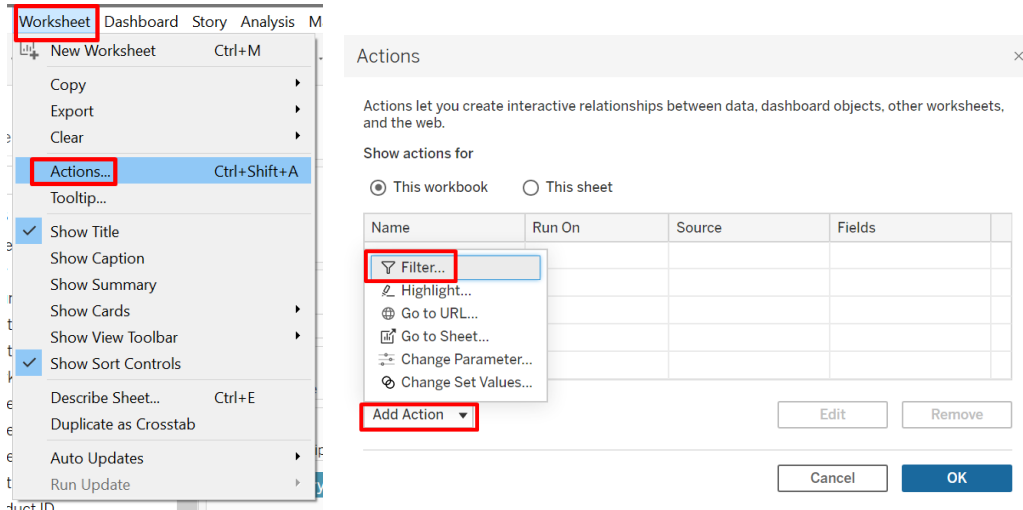 Worksheet Dashboard Story Analysis M
New Worksheet Ctrl+M
Copy
Export
Clear
Actions... Ctrl+Shift+A
Tooltip...
Show Title
Show Caption
Show Summary
Show Cards
Show View Toolbar
Show Sort Controls
Describe Sheet... Ctrl+E
Duplicate as Crosstab
Auto Updates
Run Update
duct ID
Actions
Actions let you create interactive relationships between data, dashboard objects, other worksheets,
and the web.
Show actions for
This workbook This sheet
Name Run On Source Fields
Filter...
Highlight...
Go to URL...
Go to Sheet...
Change Parameter...
Change Set Values...
Add Action Edit Remove
Cancel OK